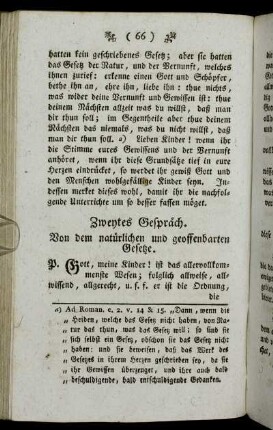 ( 66 )
hatten kein geschriebenes Gesetz; aber sie hatten
das Gesetz der Natur, und der Vernunft, welches
ihnen zurief: erkenne einen Gott und Schöpfer,
bethe ihn an, ehre ihn, liebe ihn: thue nichts,
was wider deine Vernunft und Gewissen ist: thue
deinem Nächsten allzeit was du willst, daß man
dir thun soll; im Gegentheile aber thue deinem
Nächsten das niemals, was du nicht willst, daß
man dir thun soll. a) Lieben Kinder! wenn ihr
die Stimme eures Gewissens und der Vernunft
anhöret, wenn ihr diese Grundsätze tief in eure
Herzen eindrücket, so werdet ihr gewiß Gott und
den Menschen wohlgefällige Kinder seyn. In-
dessen merket dieses wohl, damit ihr die nachfol-
gende Unterrichte um so besser fassen möget.
Zweytes Gespräch.
Von dem natürlichen und geoffenbarten
Gesetze.
P. Gott, meine Kinder! ist das allervollkom-
menste Wesen; folglich allweise, all-
wissend, allgerecht, u. s. f. er ist die Ordnung,
die
a) Ad Roman. c. 2. v. 14 & 15. „Dann, wenn die
„Heiden, welche das Gesetz nicht haben, von Na-
„tur das thun, was das Gesetz will: so sind sie
„sich selbst ein Gesetz, obschon sie das Gesetz nicht
„haben: und sie beweisen, daß das Werk des
„Gesetzes in ihrem Herzen geschrieben sey, da sie
„ihr Gewissen überzeuget, und ihre auch bald
„beschuldigende, bald entschuldigende Gedanken.